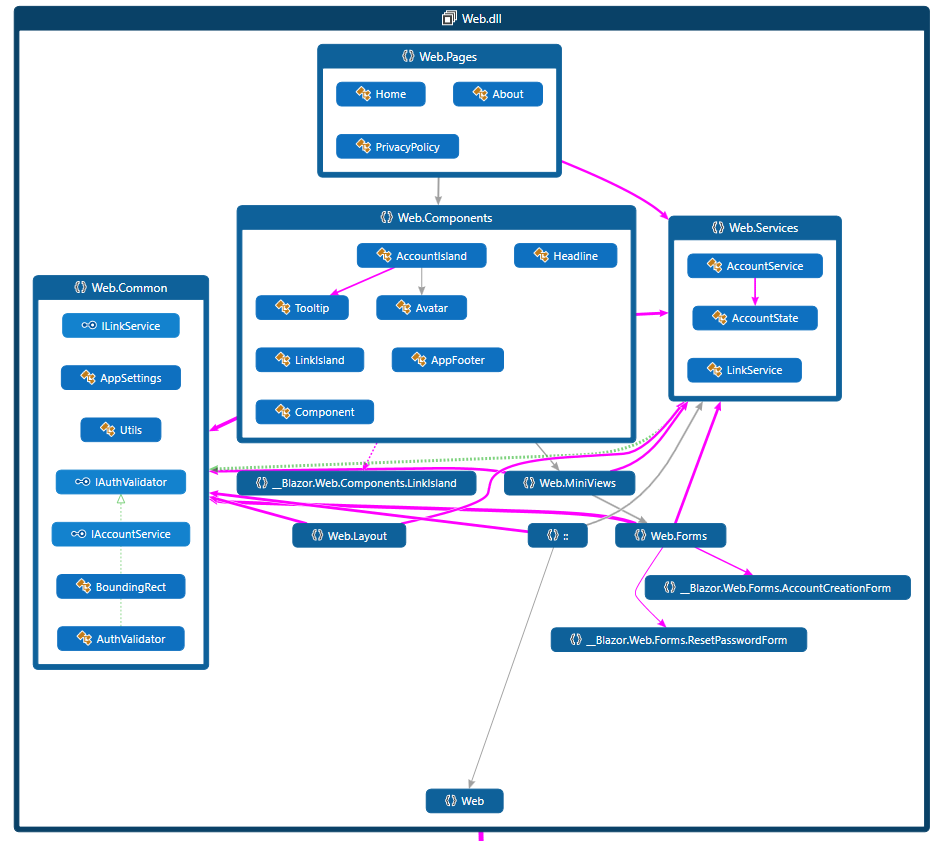 Web.dll
Web.Pages
Home
About
PrivacyPolicy
Web.Components
AccountIsland
Headline
Tooltip
Avatar
LinkIsland
AppFooter
Component
Web.Services
AccountService
AccountState
LinkService
Web.Common
ILinkService
AppSettings
Utils
IAuthValidator
IAccountService
BoundingRect
AuthValidator
__Blazor.Web.Components.LinkIsland
Web.MiniViews
Web.Layout
::
Web.Forms
__Blazor.Web.Forms.AccountCreationForm
__Blazor.Web.Forms.ResetPasswordForm
Web